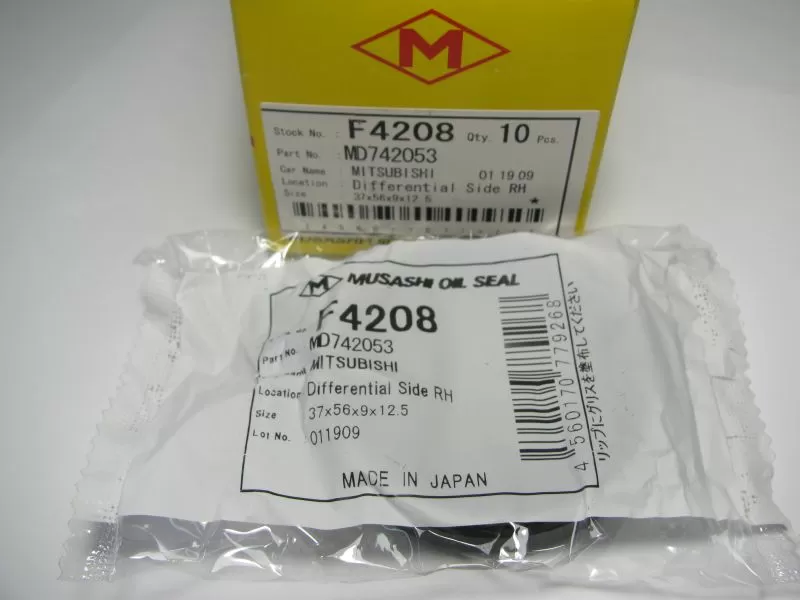 M
Stock No. : F4208 Qty. 10 Pcs.
Part No. : MD742053
Car Name : MITSUBISHI 011909
Location : Differential Side RH
Size 37x56x9x12.5 *
M MUSASHI OIL SEAL
F4208
Part No. MD742053
MITSUBISHI
Location Differential Side RH
Size 37x56x9x12.5
Lot No. 011909
MADE IN JAPAN
4 560170 779268
リップにグリスを塗布してください